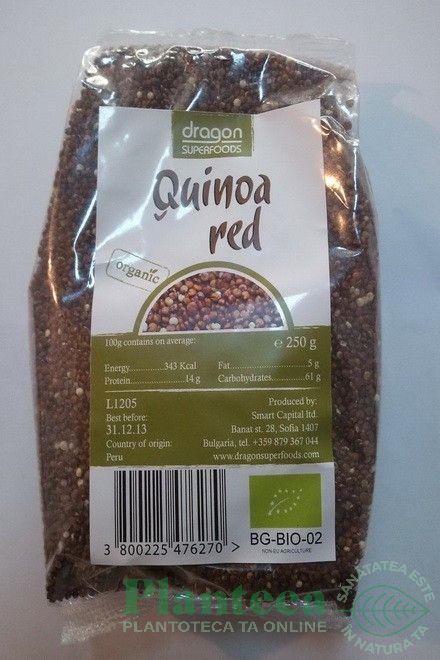 dragon
SUPERFOODS
Quinoa
red
organic
100g contains on average:
℮ 250 g
Energy..............343 Kcal
Protein....................14 g
Fat..........................5 g
Carbohydrates........61 g
L1205
Best before:
31.12.13
Country of origin:
Peru
Produced by:
Smart Capital ltd.
Banat st. 28, Sofia 1407
Bulgaria, tel. +359 879 367 044
www.dragonsuperfoods.com
3 800225 476270 >
BG-BIO-02
NON-EU AGRICULTURE
Planteea
PLANTOTECA TA ONLINE
SANATATEA ESTE
IN NATURA TA